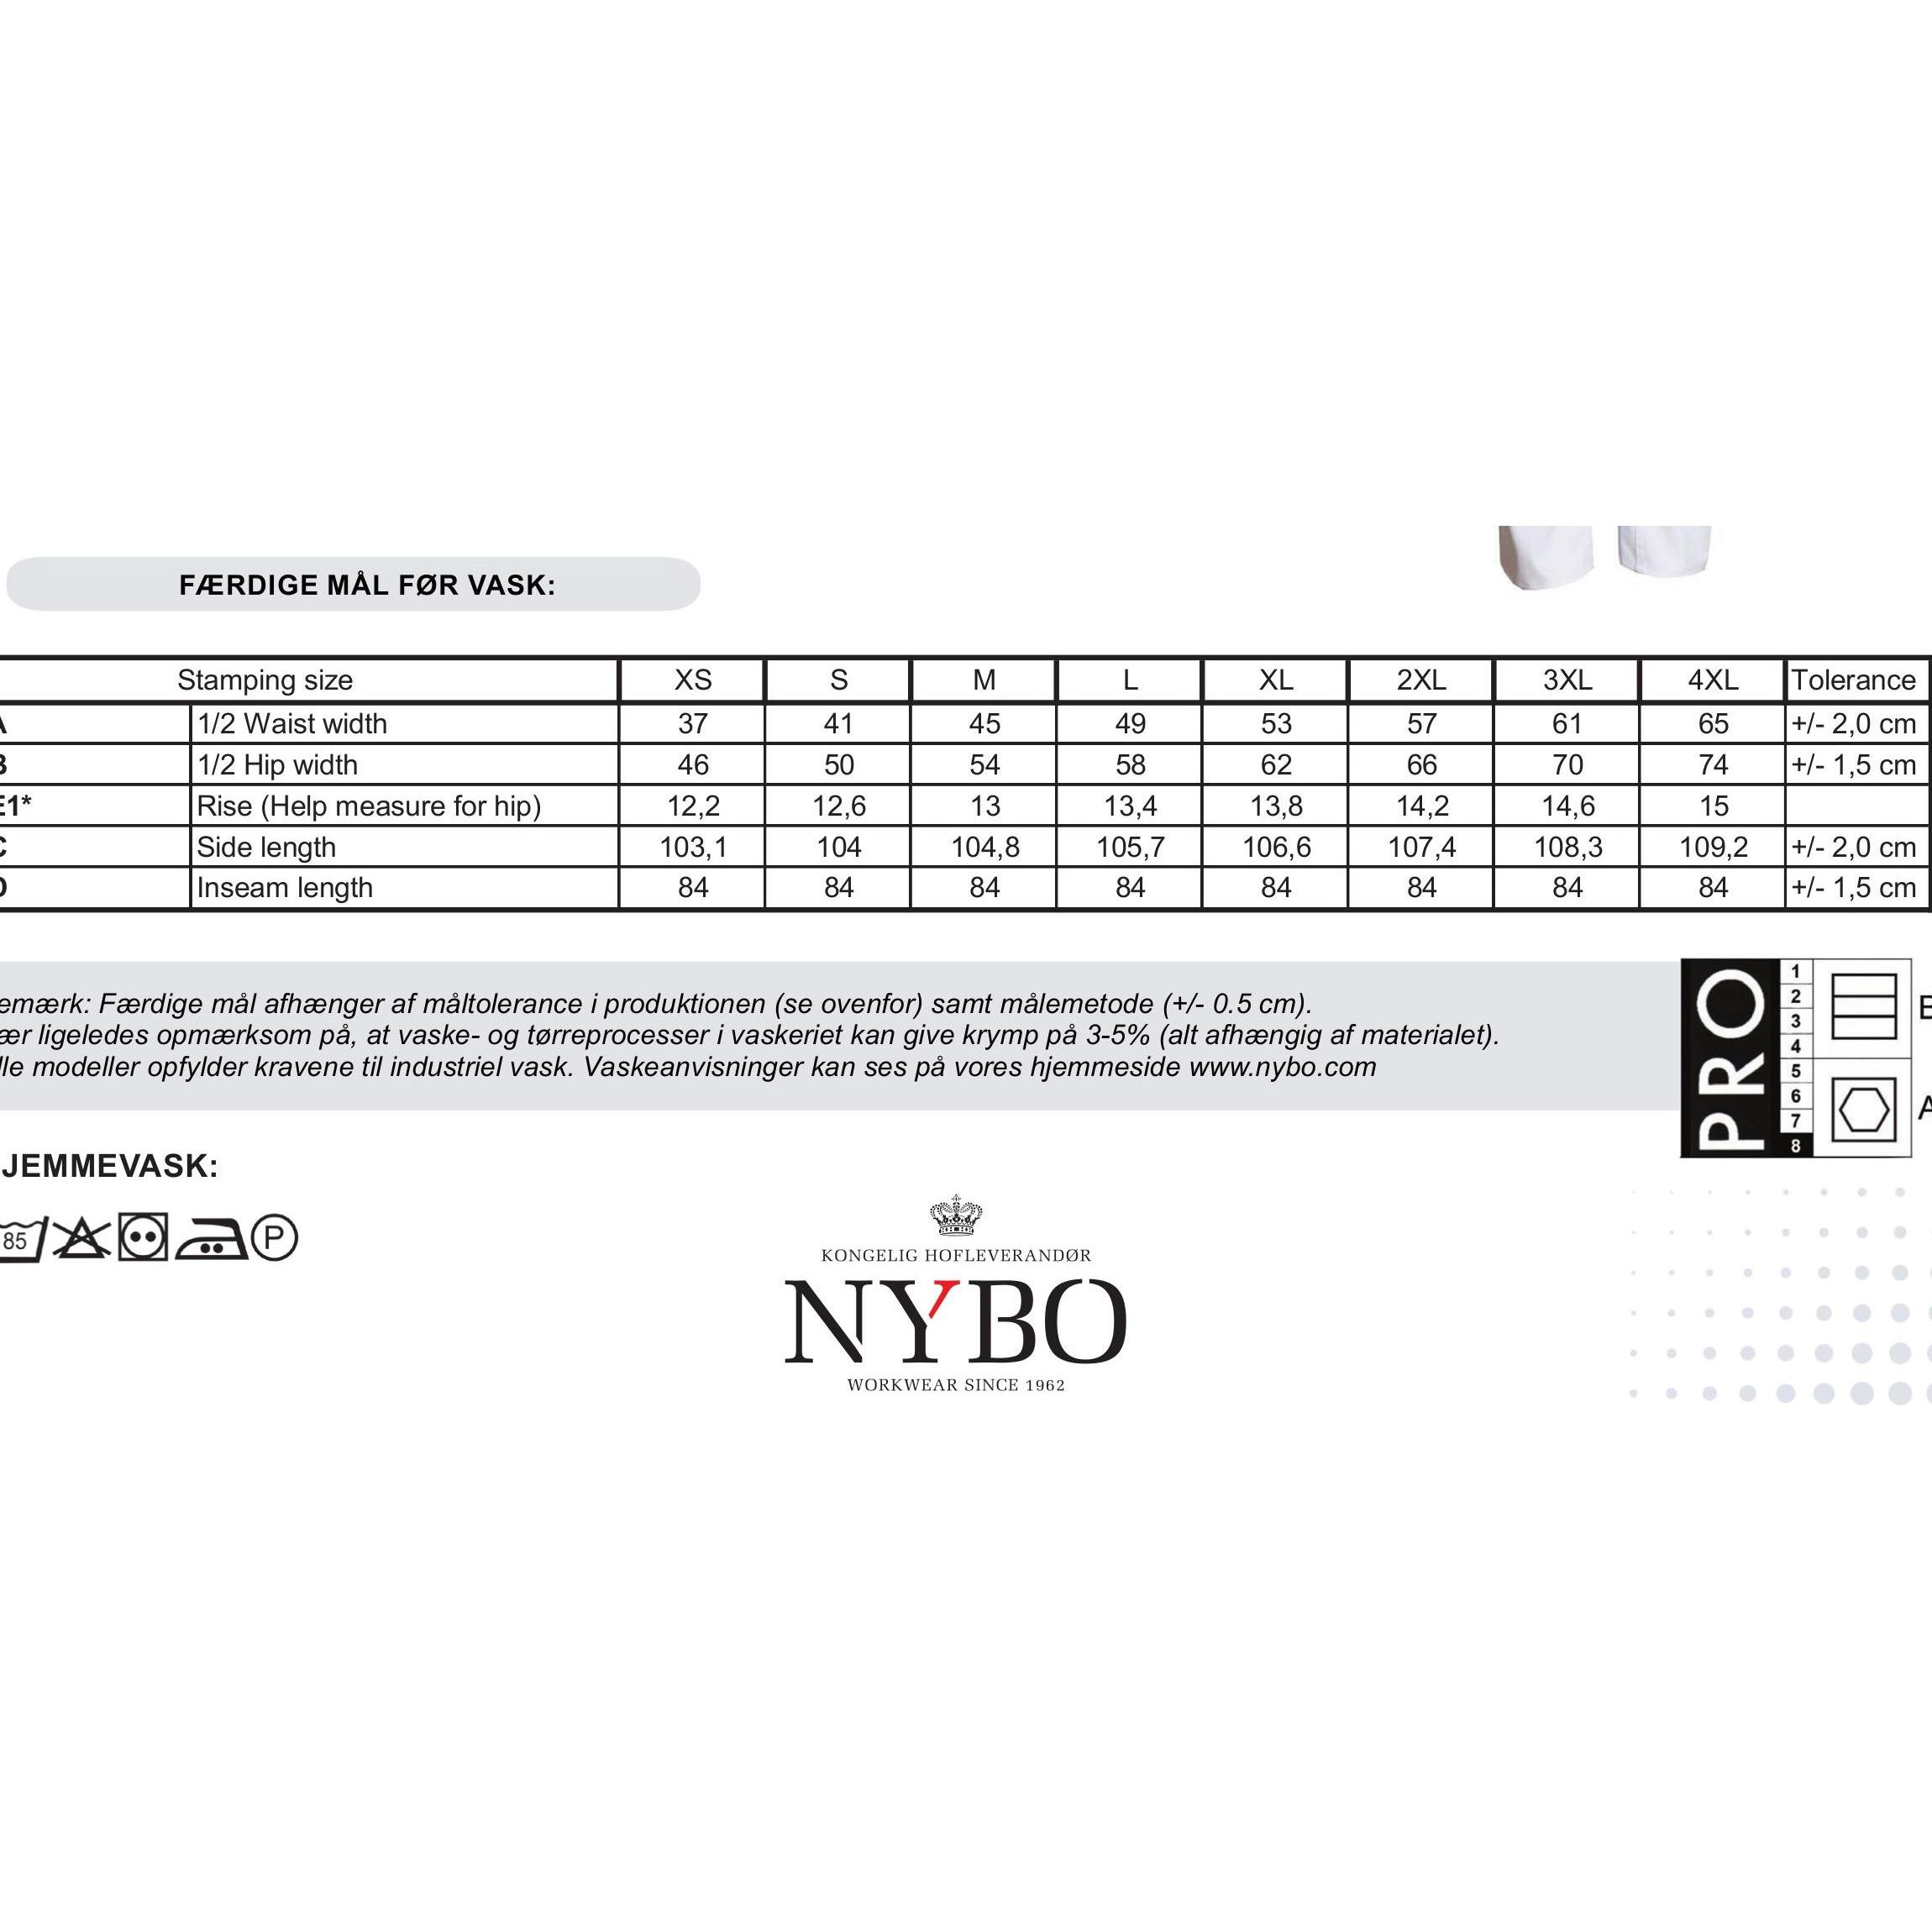 FÆRDIGE MÅL FØR VASK:
Stamping size XS S M L XL 2XL 3XL 4XL Tolerance
A 1/2 Waist width 37 41 45 49 53 57 61 65 +/- 2,0 cm
B 1/2 Hip width 46 50 54 58 62 66 70 74 +/- 1,5 cm
E1* Rise (Help measure for hip) 12,2 12,6 13 13,4 13,8 14,2 14,6 15
C Side length 103,1 104 104,8 105,7 106,6 107,4 108,3 109,2 +/- 2,0 cm
D Inseam length 84 84 84 84 84 84 84 84 +/- 1,5 cm
emærk: Færdige mål afhænger af måltolerance i produktionen (se ovenfor) samt målemetode (+/- 0.5 cm).
ær ligeledes opmærksom på, at vaske- og tørreprocesser i vaskeriet kan give krymp på 3-5% (alt afhængig af materialet).
lle modeller opfylder kravene til industriel vask. Vaskeanvisninger kan ses på vores hjemmeside www.nybo.com
PRO
1
2
3
4
5
6
7
8
B
A
JEMMEVASK:
85
P
KONGELIG HOFLEVERANDØR
NYBO
WORKWEAR SINCE 1962